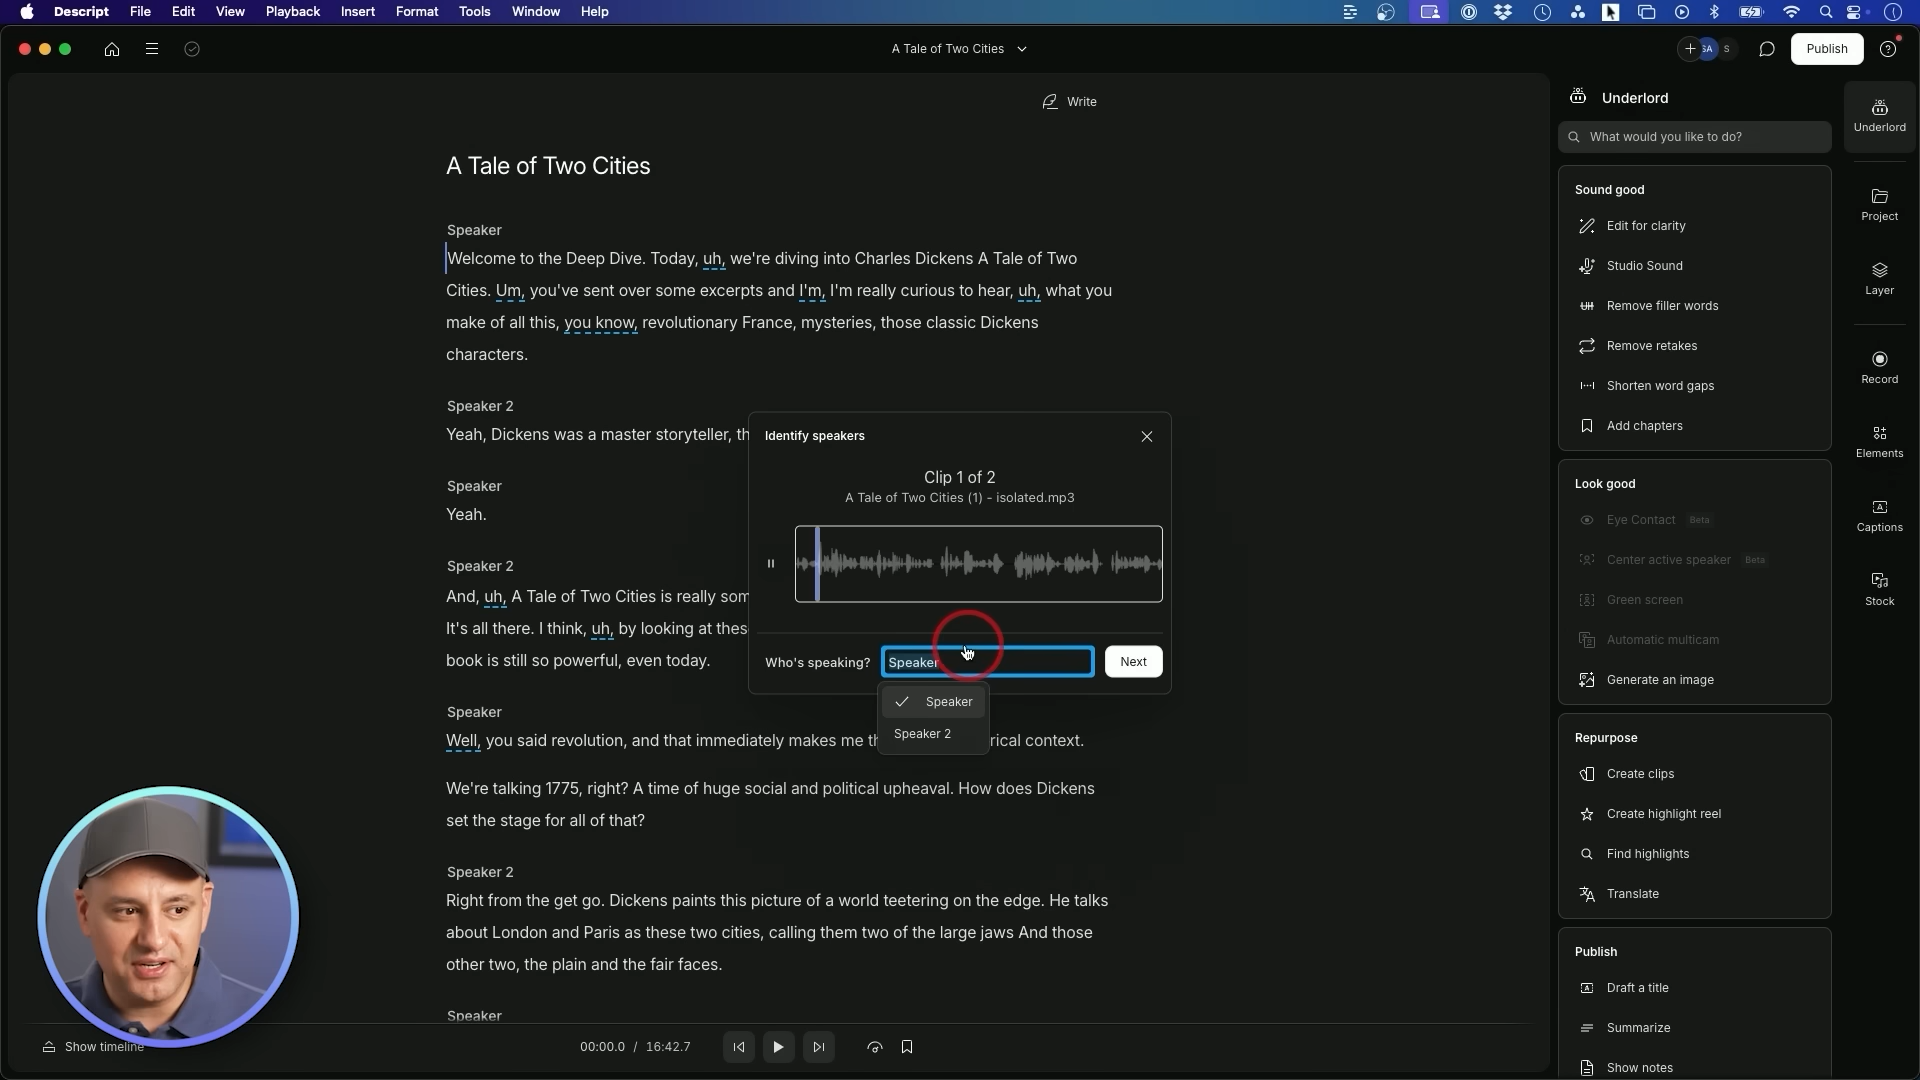 Descript File Edit View Playback Insert Format Tools Window Help
A Tale of Two Cities
SA S
Publish
Write
A Tale of Two Cities
Speaker
Welcome to the Deep Dive. Today, uh, we're diving into Charles Dickens A Tale of Two
Cities. Um, you've sent over some excerpts and I'm, I'm really curious to hear, uh, what you
make of all this, you know, revolutionary France, mysteries, those classic Dickens
characters.
Speaker 2
Yeah, Dickens was a master storyteller,
Speaker
Yeah.
Speaker 2
And, uh, A Tale of Two Cities is really
It's all there. I think, uh, by looking at
book is still so powerful, even today.
Speaker
Well, you said revolution, and that immediately makes me context.
We're talking 1775, right? A time of huge social and political upheaval. How does Dickens
set the stage for all of that?
Speaker 2
Right from the get go. Dickens paints this picture of a world teetering on the edge. He talks
about London and Paris as these two cities, calling them two of the large jaws And those
other two, the plain and the fair faces.
Speaker
Identify speakers
Clip 1 of 2
A Tale of Two Cities (1) - isolated.mp3
Who's speaking? Speaker Next
Speaker
Speaker 2
Show timeline
00:00.0 / 16:42.7
Underlord
What would you like to do?
Sound good
Edit for clarity
Studio Sound
Remove filler words
Remove retakes
Shorten word gaps
Add chapters
Look good
Eye Contact Beta
Center active speaker Beta
Green screen
Automatic multicam
Generate an image
Repurpose
Create clips
Create highlight reel
Find highlights
Translate
Publish
Draft a title
Summarize
Show notes
Underlord
Project
Layer
Record
Elements
Captions
Stock